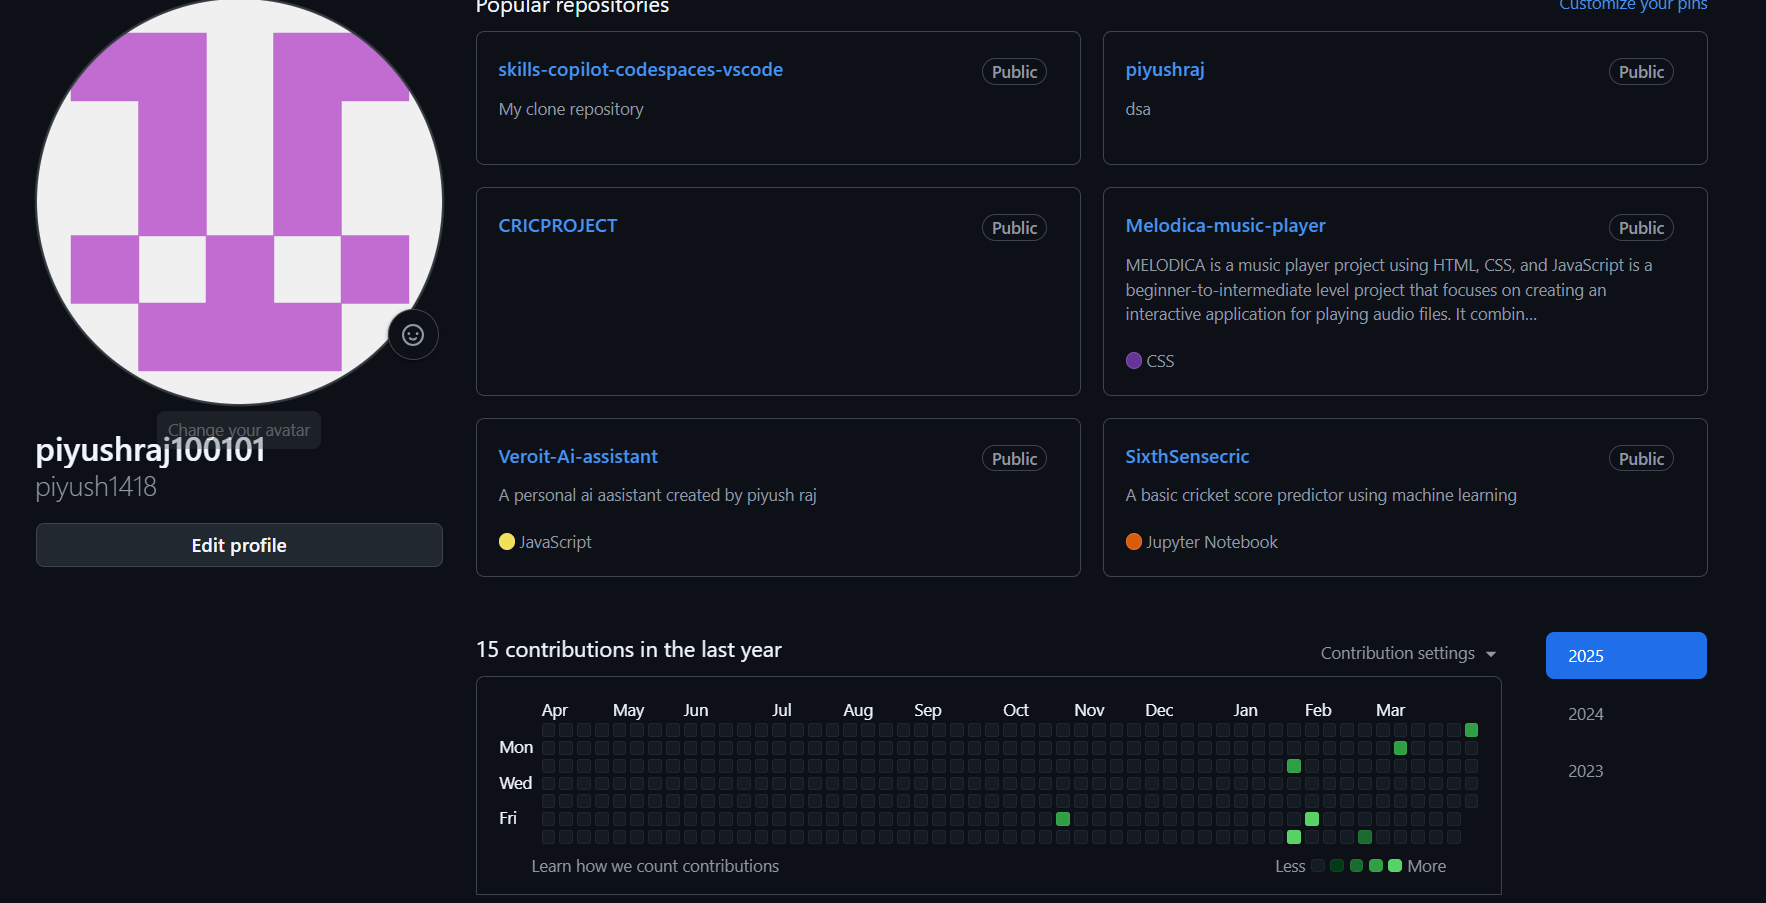 Popular repositories
Customize your pins
skills-copilot-codespaces-vscode
Public
My clone repository
piyushraj
Public
dsa
CRICPROJECT
Public
Melodica-music-player
Public
MELODICA is a music player project using HTML, CSS, and JavaScript is a
beginner-to-intermediate level project that focuses on creating an
interactive application for playing audio files. It combin...
CSS
Change your avatar
piyushraj100101
piyush1418
Edit profile
Veroit-Ai-assistant
Public
A personal ai aasistant created by piyush raj
JavaScript
SixthSensecric
Public
A basic cricket score predictor using machine learning
Jupyter Notebook
15 contributions in the last year
Contribution settings
2025
2024
2023
Apr May Jun Jul Aug Sep Oct Nov Dec Jan Feb Mar
Mon
Wed
Fri
Learn how we count contributions
Less
More